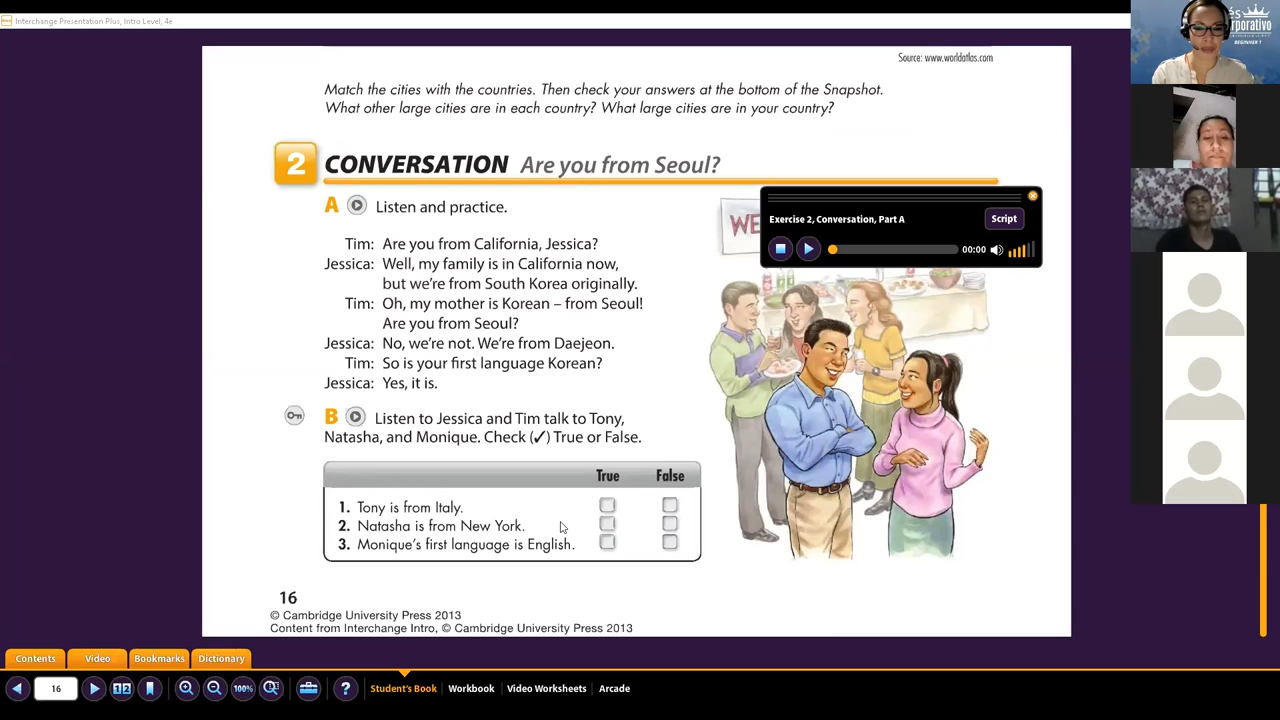 Interchange Presentation Plus, Intro Level, 4e
Source: www.worldatlas.com
Match the cities with the countries. Then check your answers at the bottom of the Snapshot.
What other large cities are in each country? What large cities are in your country?
2 CONVERSATION Are you from Seoul?
A Listen and practice.
Tim: Are you from California, Jessica?
Jessica: Well, my family is in California now,
but we're from South Korea originally.
Tim: Oh, my mother is Korean – from Seoul!
Are you from Seoul?
Jessica: No, we're not. We're from Daejeon.
Tim: So is your first language Korean?
Jessica: Yes, it is.
B Listen to Jessica and Tim talk to Tony,
Natasha, and Monique. Check (✓) True or False.
True False
1. Tony is from Italy.
2. Natasha is from New York.
3. Monique's first language is English.
WE
Exercise 2, Conversation, Part A
Script
00:00
16
© Cambridge University Press 2013
Content from Interchange Intro, © Cambridge University Press 2013
Contents Video Bookmarks Dictionary
16 1 2 100% ? Student's Book Workbook Video Worksheets Arcade
BEGINNER 1